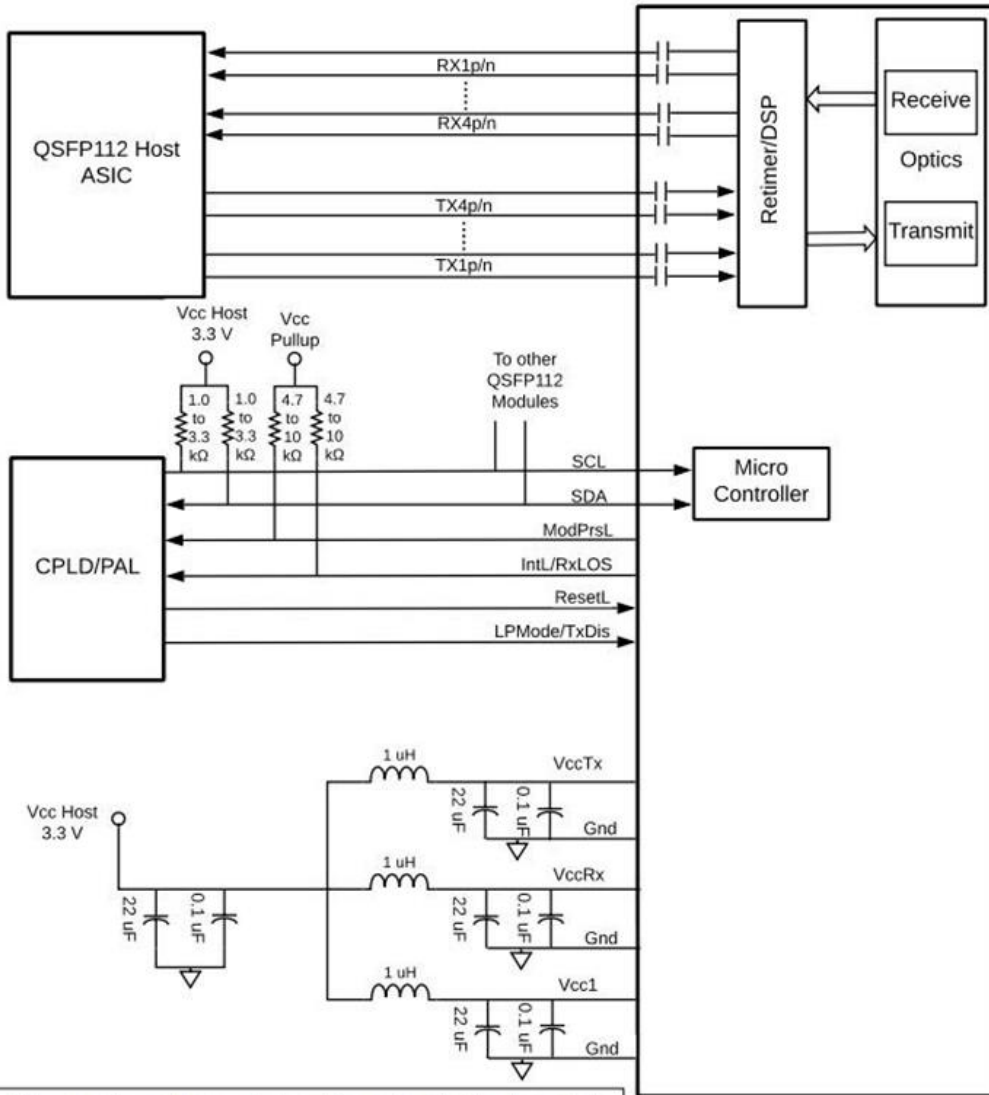 QSFP112 Host
ASIC
RX1p/n
RX4p/n
TX4p/n
TX1p/n
Retimer/DSP
Receive
Optics
Transmit
Vcc Host
3.3 V
Vcc
Pullup
1.0
to
3.3
kΩ
1.0
to
3.3
kΩ
4.7
to
10
kΩ
4.7
to
10
kΩ
To other
QSFP112
Modules
CPLD/PAL
SCL
SDA
ModPrsL
IntL/RxLOS
ResetL
LPMode/TxDis
Micro
Controller
Vcc Host
3.3 V
22 uF
0.1 uF
1 uH
VccTx
22 uF
0.1 uF
Gnd
1 uH
VccRx
22 uF
0.1 uF
Gnd
1 uH
Vcc1
22 uF
0.1 uF
Gnd